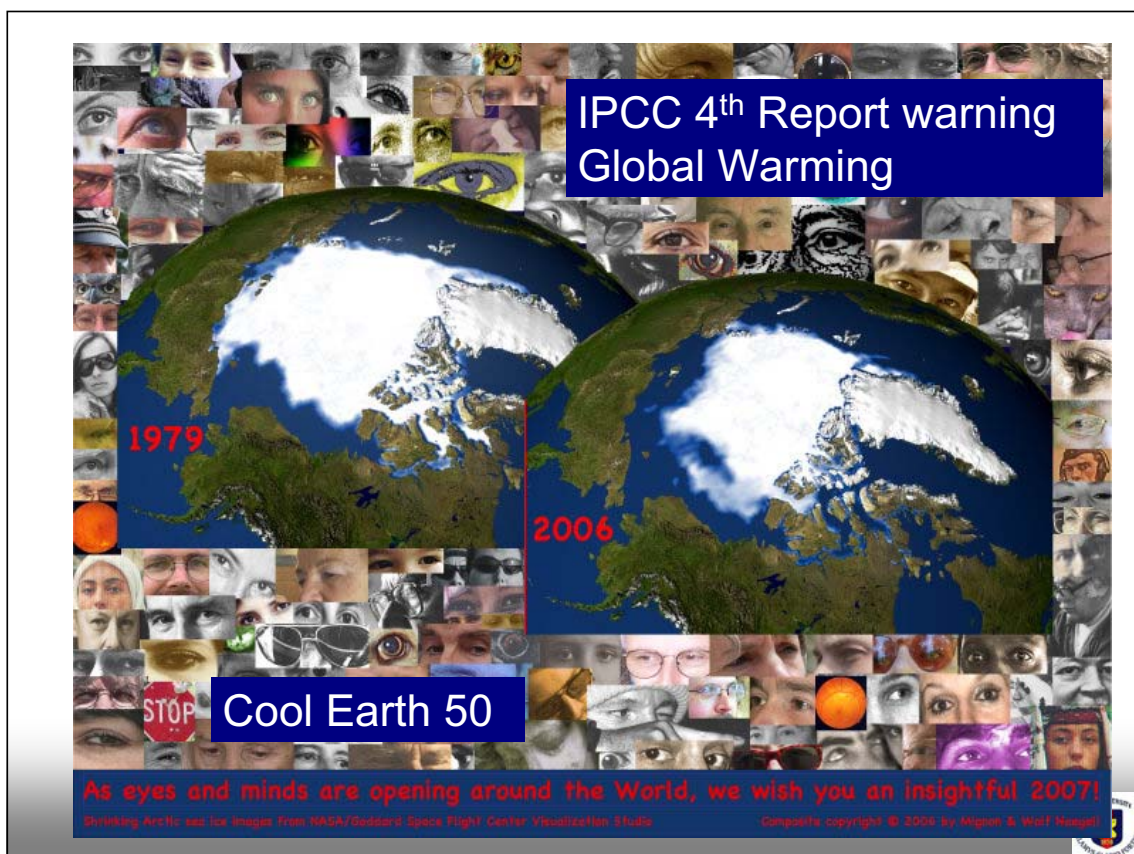 IPCC 4th Report warning
Global Warming
1979
2006
STOP
Cool Earth 50
As eyes and minds are opening around the World, we wish you an insightful 2007!
Shrinking Arctic sea ice images from NASA/Goddard Space Flight Center Visualization Studio
Composite copyright © 2006 by Mignon & Wolf